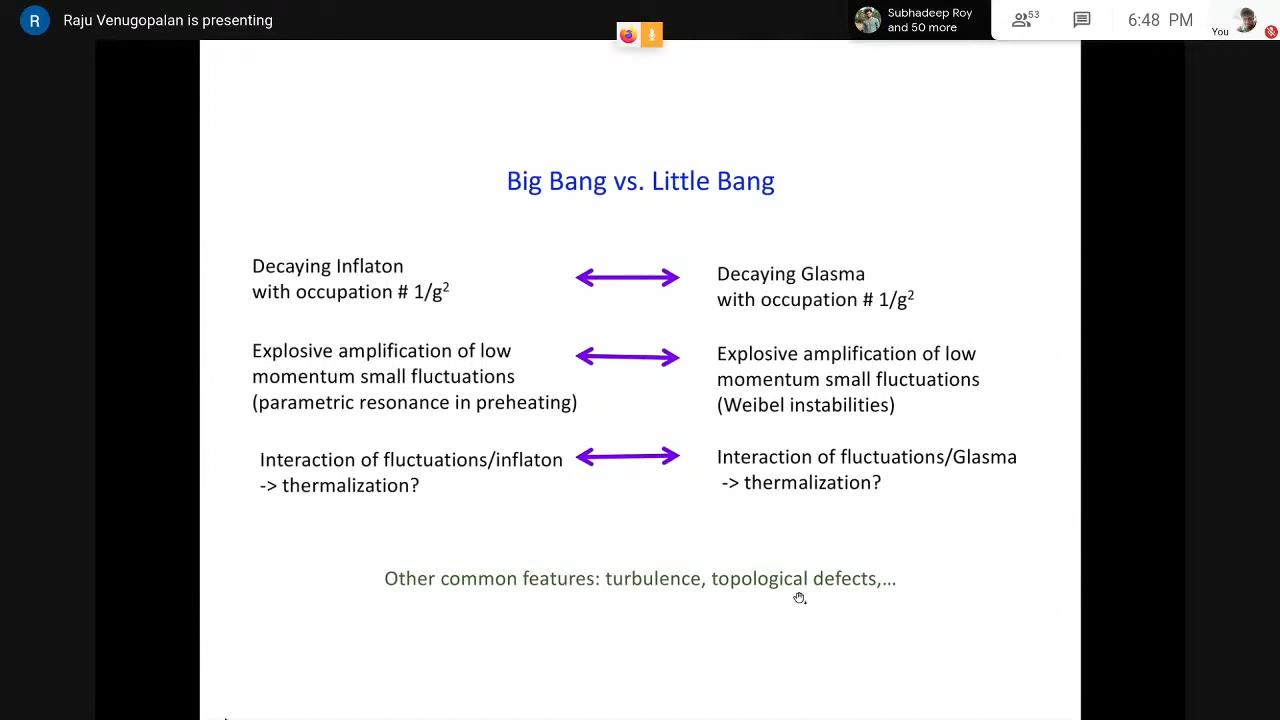 R
Raju Venugopalan is presenting
Subhadeep Roy
and 50 more
53
6:48 PM
You
Big Bang vs. Little Bang
Decaying Inflaton
with occupation # 1/g²
Decaying Glasma
with occupation # 1/g²
Explosive amplification of low
momentum small fluctuations
(parametric resonance in preheating)
Explosive amplification of low
momentum small fluctuations
(Weibel instabilities)
Interaction of fluctuations/inflaton
-> thermalization?
Interaction of fluctuations/Glasma
-> thermalization?
Other common features: turbulence, topological defects,...